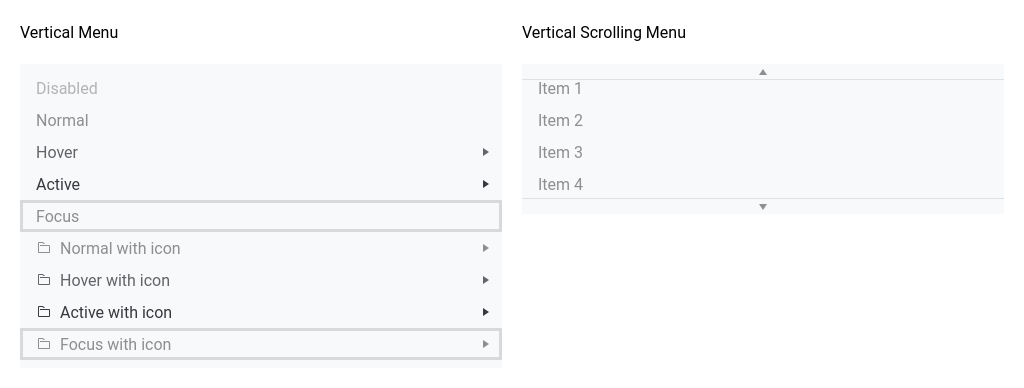 Vertical Menu
Disabled
Normal
Hover
Active
Focus
Normal with icon
Hover with icon
Active with icon
Focus with icon
Vertical Scrolling Menu
Item 1
Item 2
Item 3
Item 4